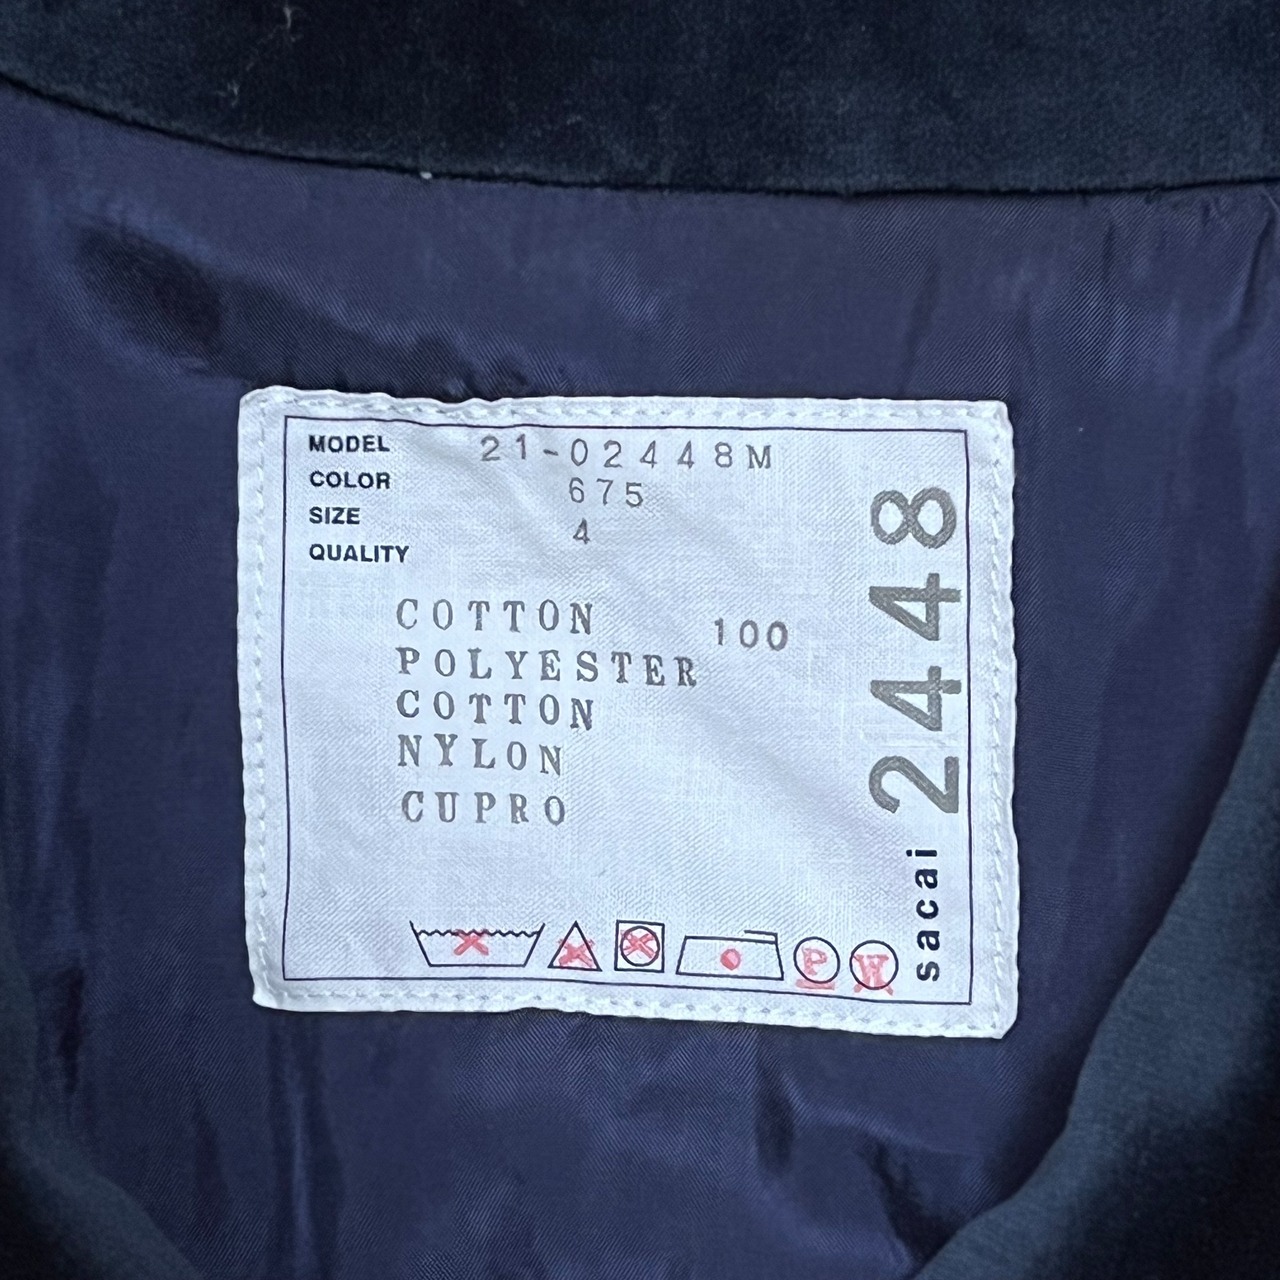 MODEL 21-02448M
COLOR 675
SIZE 4
QUALITY
COTTON 100
POLYESTER
COTTON
NYLON
CUPRO
P
W
sacai 2448